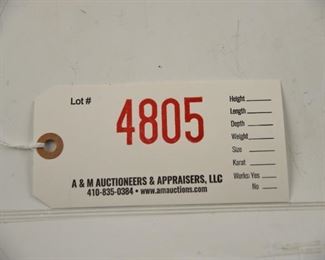 Lot #
4805
Height
Length
Depth
Weight
Size
Karat
Works: Yes
No
A & M AUCTIONEERS & APPRAISERS, LLC
410-835-0384 • www.amauctions.com